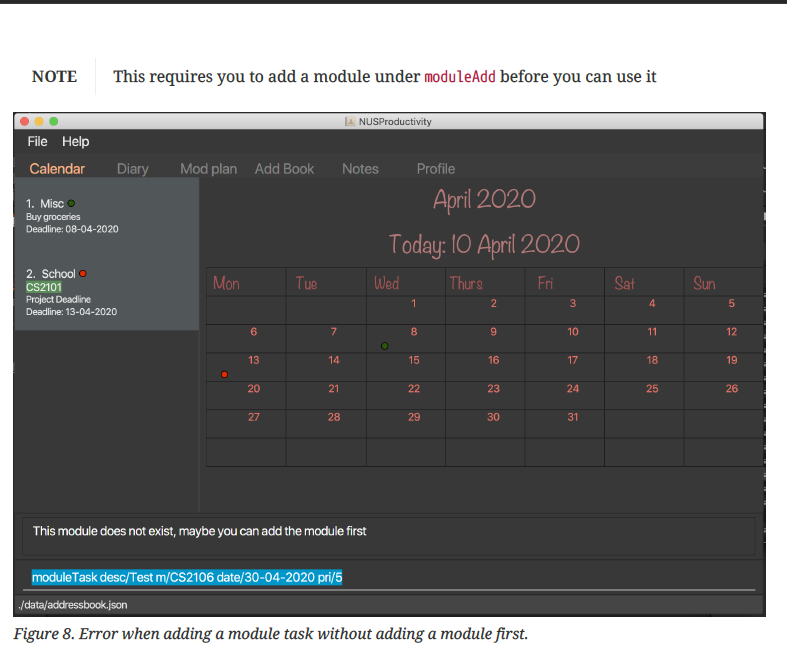 NOTE This requires you to add a module under moduleAdd before you can use it
NUSProductivity
File Help
Calendar Diary Mod plan Add Book Notes Profile
1. Misc
Buy groceries
Deadline: 08-04-2020
2. School
CS2101
Project Deadline
Deadline: 13-04-2020
April 2020
Today: 10 April 2020
Mon Tue Wed Thurs Fri Sat Sun
1 2 3 4 5
6 7 8 9 10 11 12
13 14 15 16 17 18 19
20 21 22 23 24 25 26
27 28 29 30 31
This module does not exist, maybe you can add the module first
moduleTask desc/Test m/CS2106 date/30-04-2020 pri/5
./data/addressbook.json
Figure 8. Error when adding a module task without adding a module first.